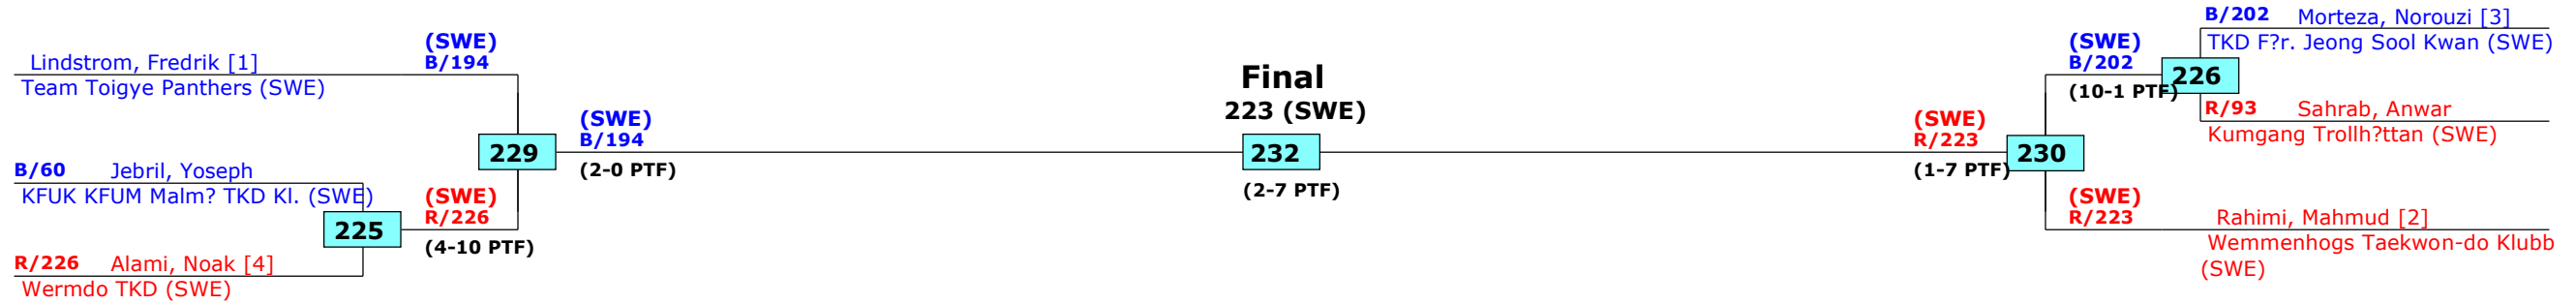 Lindstrom, Fredrik [1]
Team Toigye Panthers (SWE)
(SWE)
B/194
B/60 Jebril, Yoseph
KFUK KFUM Malm? TKD Kl. (SWE)
225
R/226 Alami, Noak [4]
Wermdo TKD (SWE)
(SWE)
R/226
(4-10 PTF)
229
(SWE)
B/194
(2-0 PTF)
Final
223 (SWE)
232
(2-7 PTF)
(SWE)
R/223
(1-7 PTF)
230
(SWE)
B/202
(10-1 PTF)
226
B/202 Morteza, Norouzi [3]
TKD F?r. Jeong Sool Kwan (SWE)
R/93 Sahrab, Anwar
Kumgang Trollh?ttan (SWE)
(SWE)
R/223
Rahimi, Mahmud [2]
Wemmenhogs Taekwon-do Klubb
(SWE)